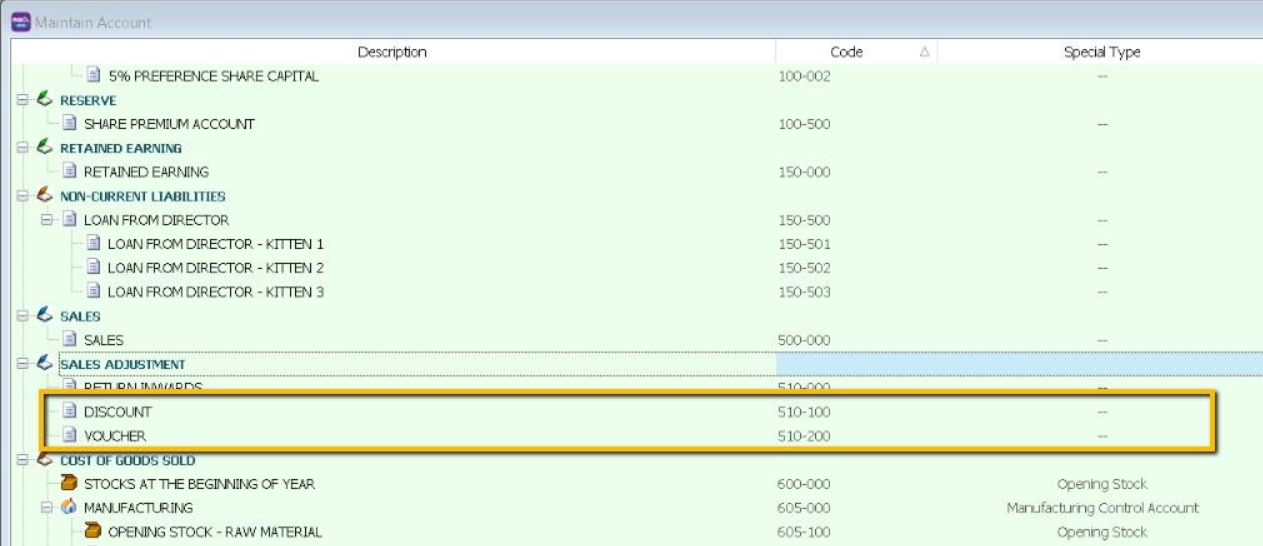 Maintain Account
Description Code Special Type
5% PREFERENCE SHARE CAPITAL 100-002 --
RESERVE
SHARE PREMIUM ACCOUNT 100-500 --
RETAINED EARNING
RETAINED EARNING 150-000 --
NON-CURRENT LIABILITIES
LOAN FROM DIRECTOR 150-500 --
LOAN FROM DIRECTOR - KITTEN 1 150-501 --
LOAN FROM DIRECTOR - KITTEN 2 150-502 --
LOAN FROM DIRECTOR - KITTEN 3 150-503 --
SALES
SALES 500-000 --
SALES ADJUSTMENT
RETURN INWARDS 510-000 --
DISCOUNT 510-100 --
VOUCHER 510-200 --
COST OF GOODS SOLD
STOCKS AT THE BEGINNING OF YEAR 600-000 Opening Stock
MANUFACTURING 605-000 Manufacturing Control Account
OPENING STOCK - RAW MATERIAL 605-100 Opening Stock